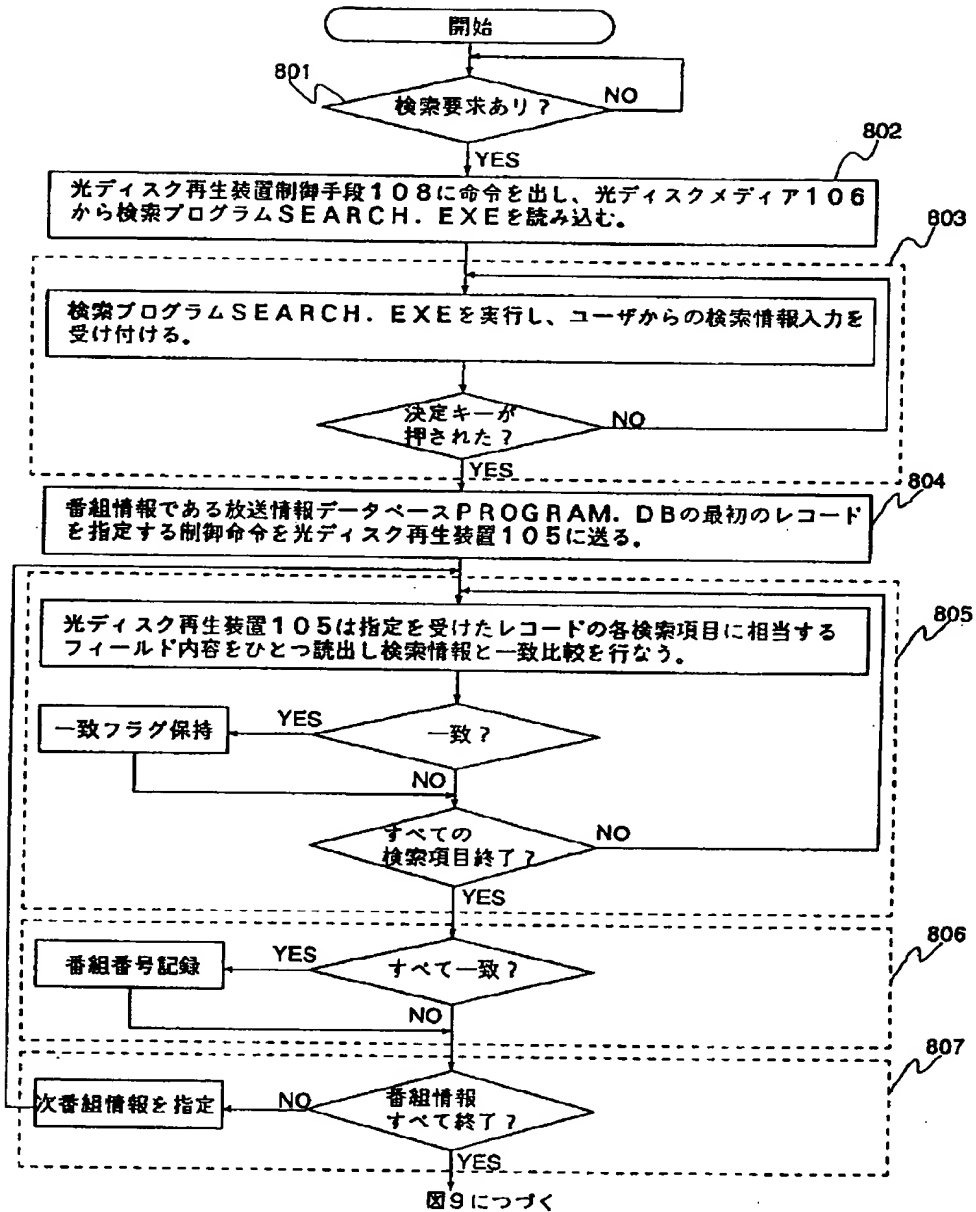 開始
801
検索要求あり？
NO
YES
802
光ディスク再生装置制御手段１０８に命令を出し、光ディスクメディア１０６
から検索プログラムＳＥＡＲＣＨ．ＥＸＥを読み込む。
803
検索プログラムＳＥＡＲＣＨ．ＥＸＥを実行し、ユーザからの検索情報入力を
受け付ける。
決定キーが
押された？
NO
YES
804
番組情報である放送情報データベースＰＲＯＧＲＡＭ．ＤＢの最初のレコード
を指定する制御命令を光ディスク再生装置１０５に送る。
805
光ディスク再生装置１０５は指定を受けたレコードの各検索項目に相当する
フィールド内容をひとつ読出し検索情報と一致比較を行なう。
一致フラグ保持
YES
一致？
NO
すべての
検索項目終了？
NO
YES
806
番組番号記録
YES
すべて一致？
NO
807
次番組情報を指定
NO
番組情報
すべて終了？
YES
図９につづく